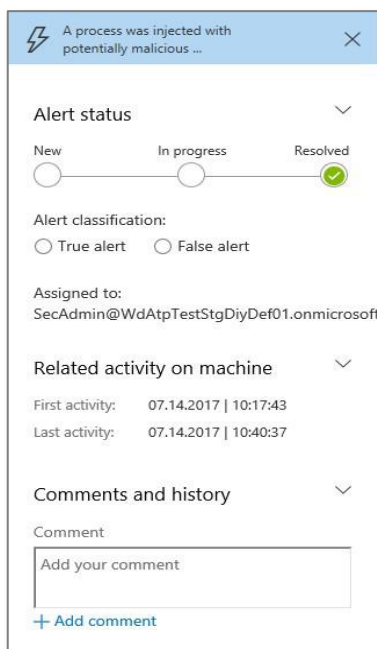 A process was injected with
potentially malicious ...
Alert status
New In progress Resolved
Alert classification:
True alert False alert
Assigned to:
SecAdmin@WdAtpTestStgDiyDef01.onmicrosoft
Related activity on machine
First activity: 07.14.2017 | 10:17:43
Last activity: 07.14.2017 | 10:40:37
Comments and history
Comment
Add your comment
+ Add comment